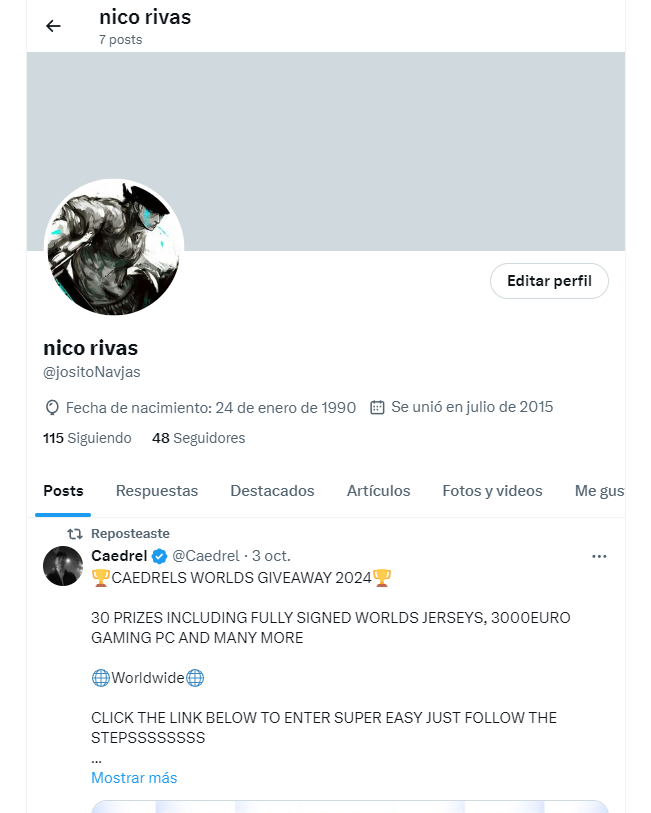 nico rivas
7 posts
Editar perfil
nico rivas
@jositoNavjas
Fecha de nacimiento: 24 de enero de 1990 Se unió en julio de 2015
115 Siguiendo 48 Seguidores
Posts Respuestas Destacados Artículos Fotos y videos Me gus
Reposteaste
Caedrel @Caedrel · 3 oct.
🏆CAEDRELS WORLDS GIVEAWAY 2024🏆
30 PRIZES INCLUDING FULLY SIGNED WORLDS JERSEYS, 3000EURO
GAMING PC AND MANY MORE
🌐Worldwide🌐
CLICK THE LINK BELOW TO ENTER SUPER EASY JUST FOLLOW THE
STEPSSSSSSSS
...
Mostrar más